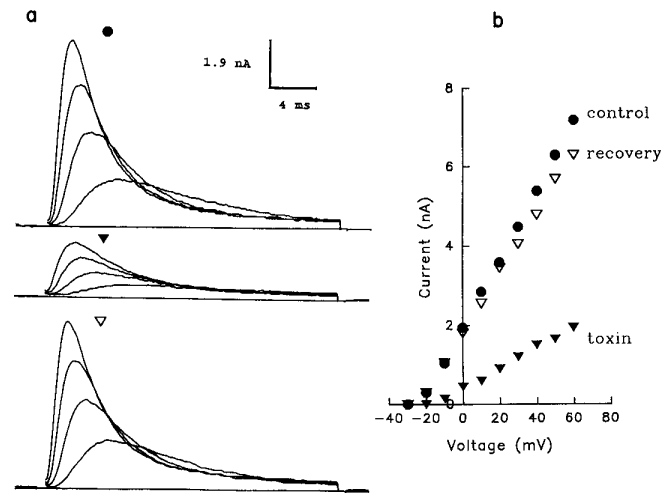 a
b
1.9 nA
4 ms
8
control
recovery
6
Current (nA)
4
2
toxin
0
-40 -20 0 20 40 60 80
Voltage (mV)